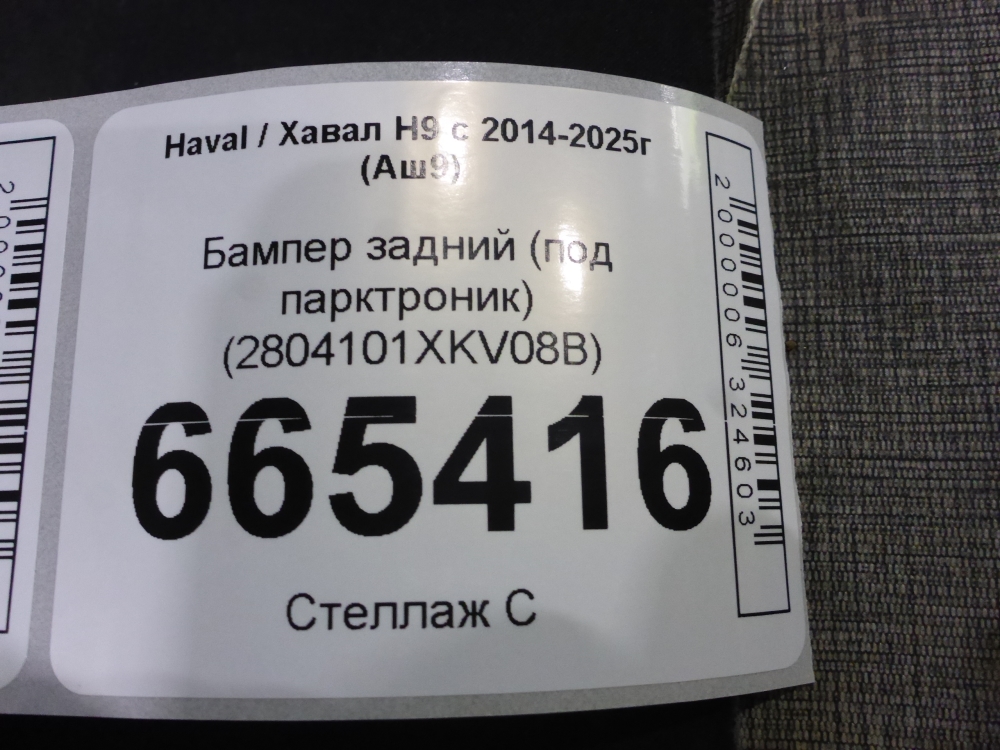 Haval / Хавал H9 с 2014-2025г
(Аш9)
Бампер задний (под
парктроник)
(2804101XKV08B)
665416
Стеллаж С
2000006324603